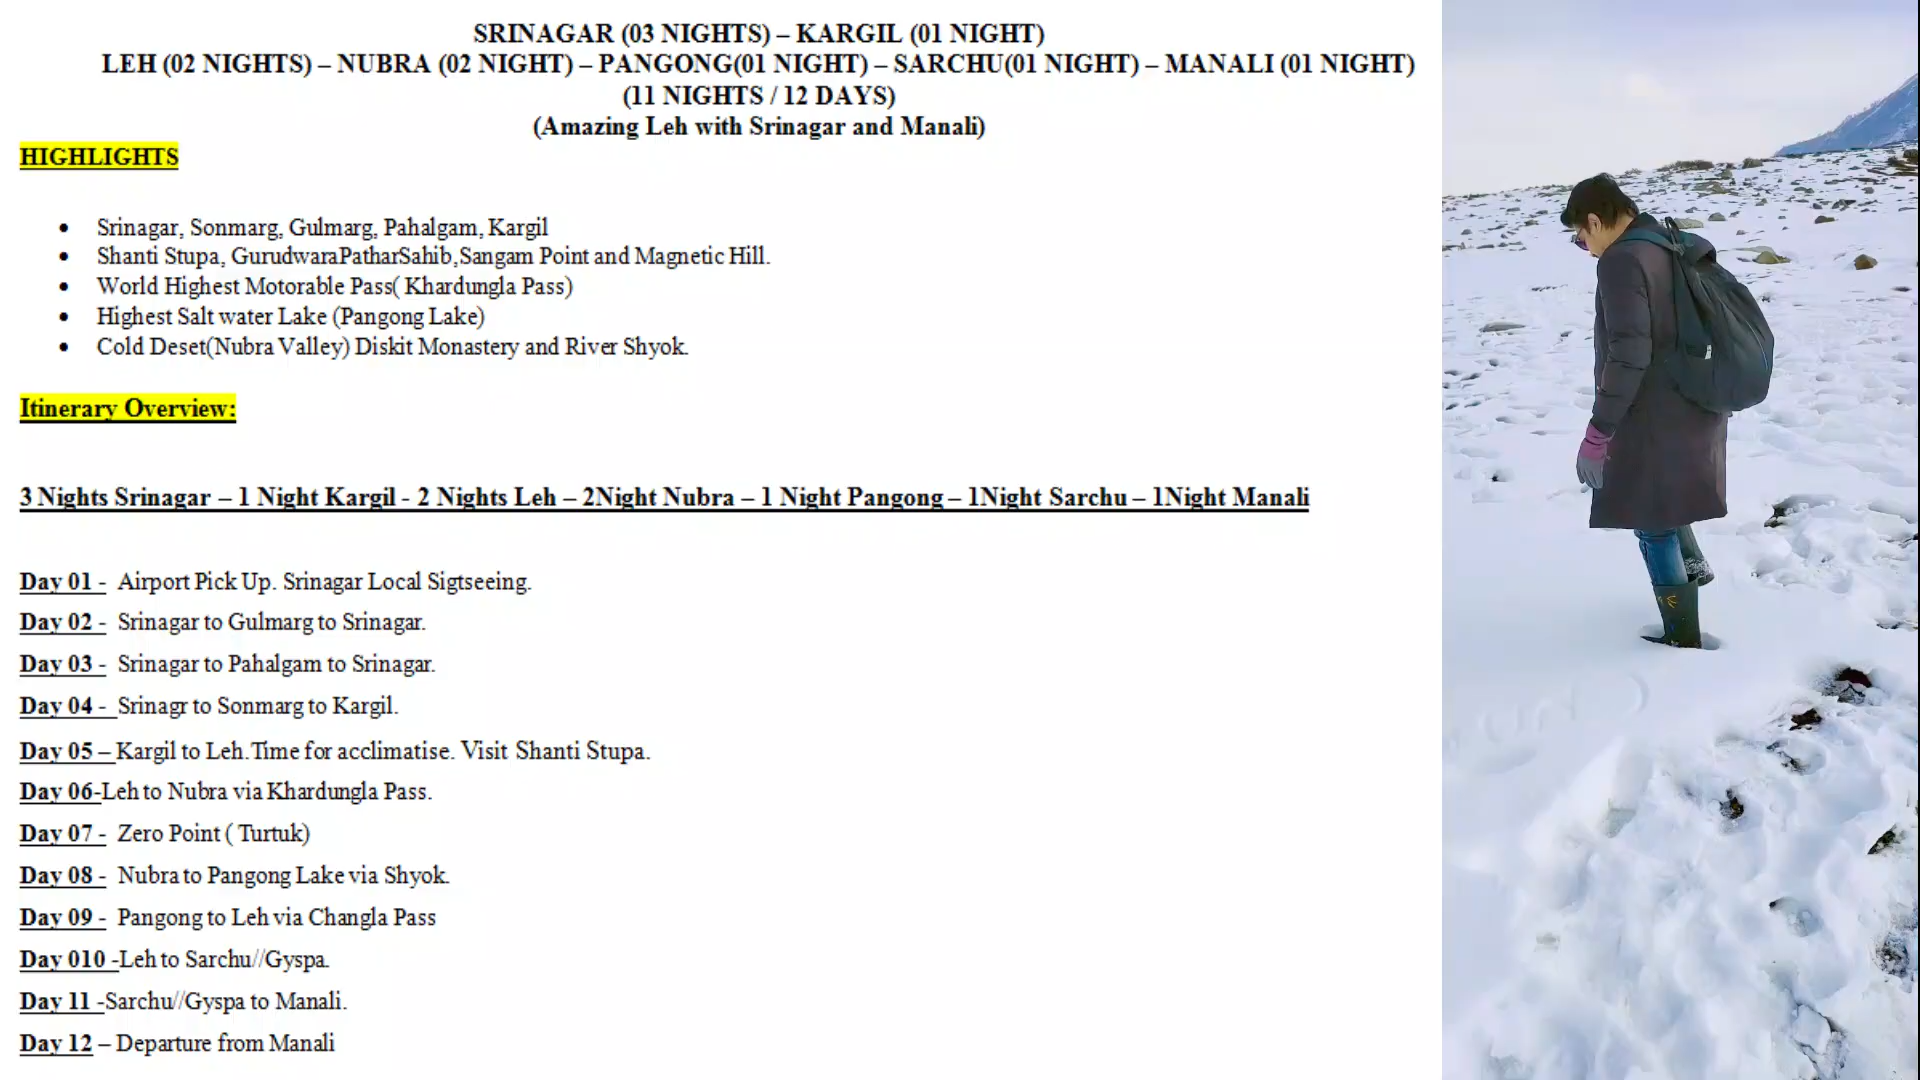 SRINAGAR (03 NIGHTS) – KARGIL (01 NIGHT)
LEH (02 NIGHTS) – NUBRA (02 NIGHT) – PANGONG(01 NIGHT) – SARCHU(01 NIGHT) – MANALI (01 NIGHT)
(11 NIGHTS / 12 DAYS)
(Amazing Leh with Srinagar and Manali)
HIGHLIGHTS
• Srinagar, Sonmarg, Gulmarg, Pahalgam, Kargil
• Shanti Stupa, GurudwaraPatharSahib,Sangam Point and Magnetic Hill.
• World Highest Motorable Pass( Khardungla Pass)
• Highest Salt water Lake (Pangong Lake)
• Cold Deset(Nubra Valley) Diskit Monastery and River Shyok.
Itinerary Overview:
3 Nights Srinagar – 1 Night Kargil - 2 Nights Leh – 2Night Nubra – 1 Night Pangong – 1Night Sarchu – 1Night Manali
Day 01 - Airport Pick Up. Srinagar Local Sigtseeing.
Day 02 - Srinagar to Gulmarg to Srinagar.
Day 03 - Srinagar to Pahalgam to Srinagar.
Day 04 - Srinagr to Sonmarg to Kargil.
Day 05 – Kargil to Leh.Time for acclimatise. Visit Shanti Stupa.
Day 06-Leh to Nubra via Khardungla Pass.
Day 07 - Zero Point ( Turtuk)
Day 08 - Nubra to Pangong Lake via Shyok.
Day 09 - Pangong to Leh via Changla Pass
Day 010 -Leh to Sarchu//Gyspa.
Day 11 -Sarchu//Gyspa to Manali.
Day 12 – Departure from Manali